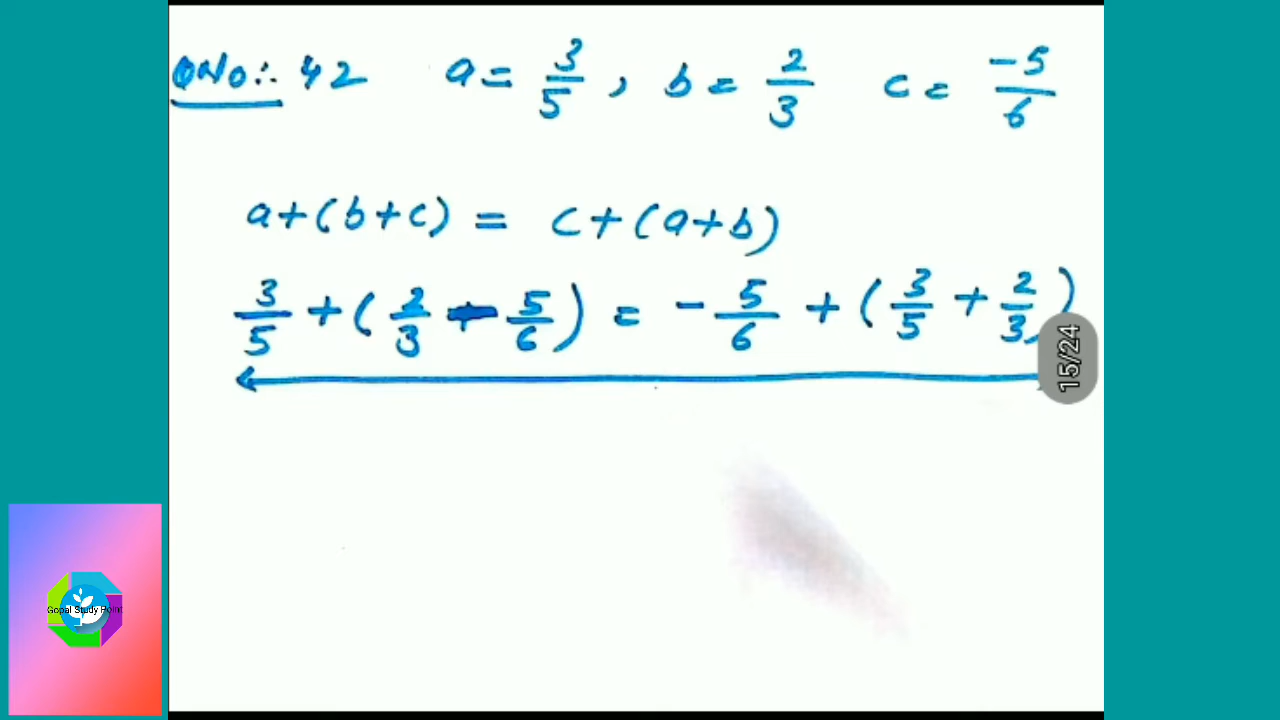 QNo:- 42 a = 3/5 , b = 2/3 c = -5/6
a+(b+c) = c+(a+b)
3/5 + (2/3 - 5/6) = - 5/6 + (3/5 + 2/3)
15/24
Gopal Study Point